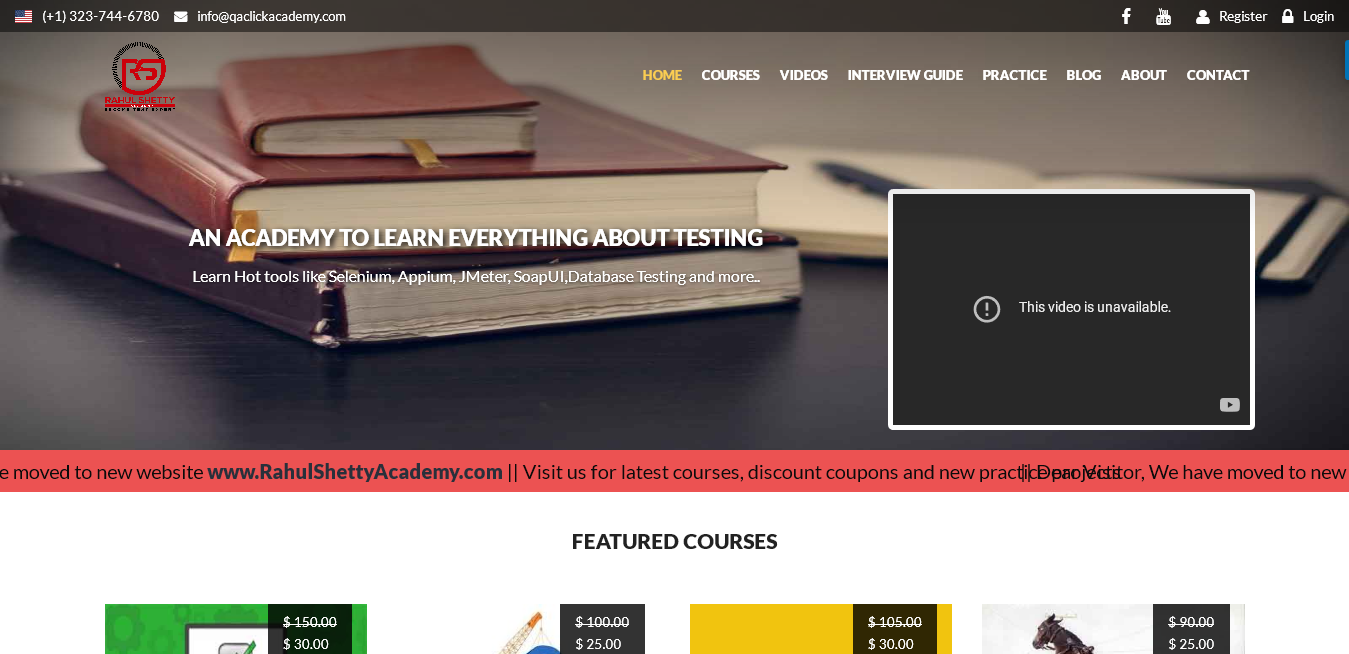 (+1) 323-744-6780
info@qaclickacademy.com
You
Tube
Register
Login
RS
RAHUL SHETTY
HOME
COURSES
VIDEOS
INTERVIEW GUIDE
PRACTICE
BLOG
ABOUT
CONTACT
AN ACADEMY TO LEARN EVERYTHING ABOUT TESTING
Learn Hot tools like Selenium, Appium, JMeter, SoapUI,Database Testing and more..
This video is unavailable.
e moved to new website www.RahulShettyAcademy.com || Visit us for latest courses, discount coupons and new practice projects
|| Dear Visitor, We have moved to new
FEATURED COURSES
$ 150.00
$ 30.00
$ 100.00
$ 25.00
$ 105.00
$ 30.00
$ 90.00
$ 25.00